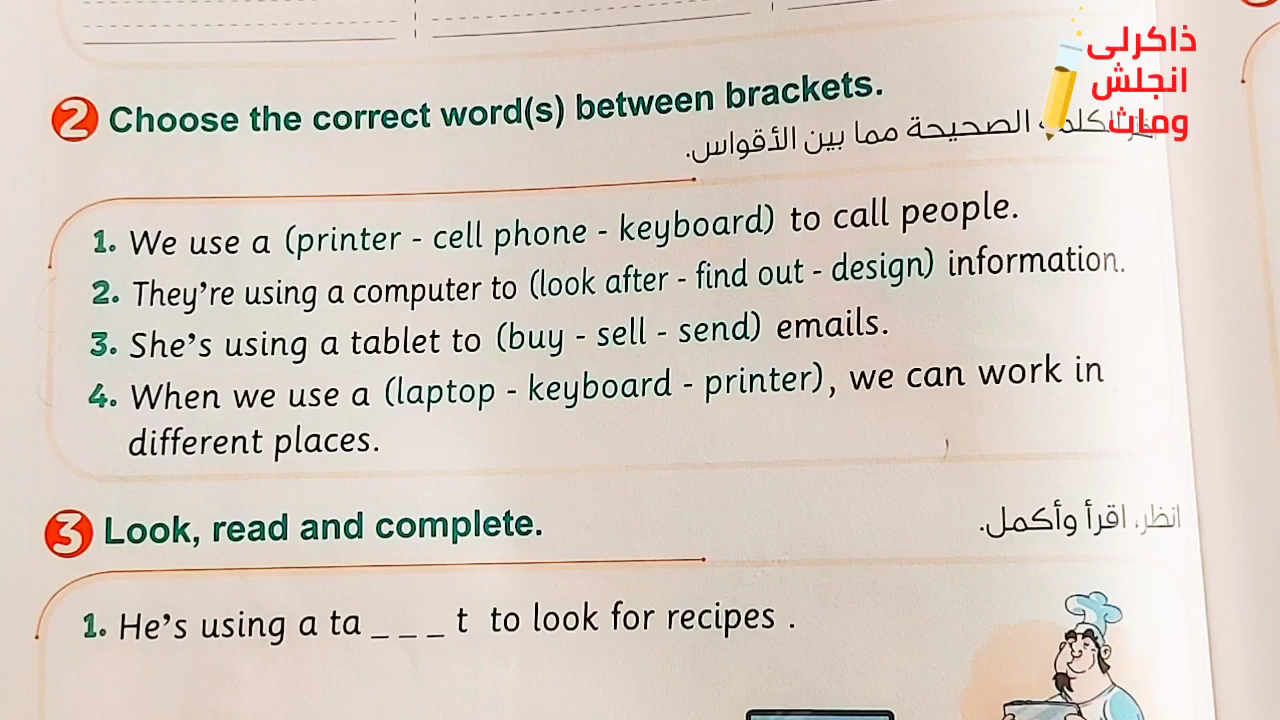 ذاكرلى
انجلش
وماث
2 Choose the correct word(s) between brackets.
الصحيحة مما بين الأقواس.
1. We use a (printer - cell phone - keyboard) to call people.
2. They're using a computer to (look after - find out - design) information.
3. She's using a tablet to (buy - sell - send) emails.
4. When we use a (laptop - keyboard - printer), we can work in
different places.
3 Look, read and complete.
انظر، اقرأ وأكمل.
1. He's using a ta _ _ _ t to look for recipes .